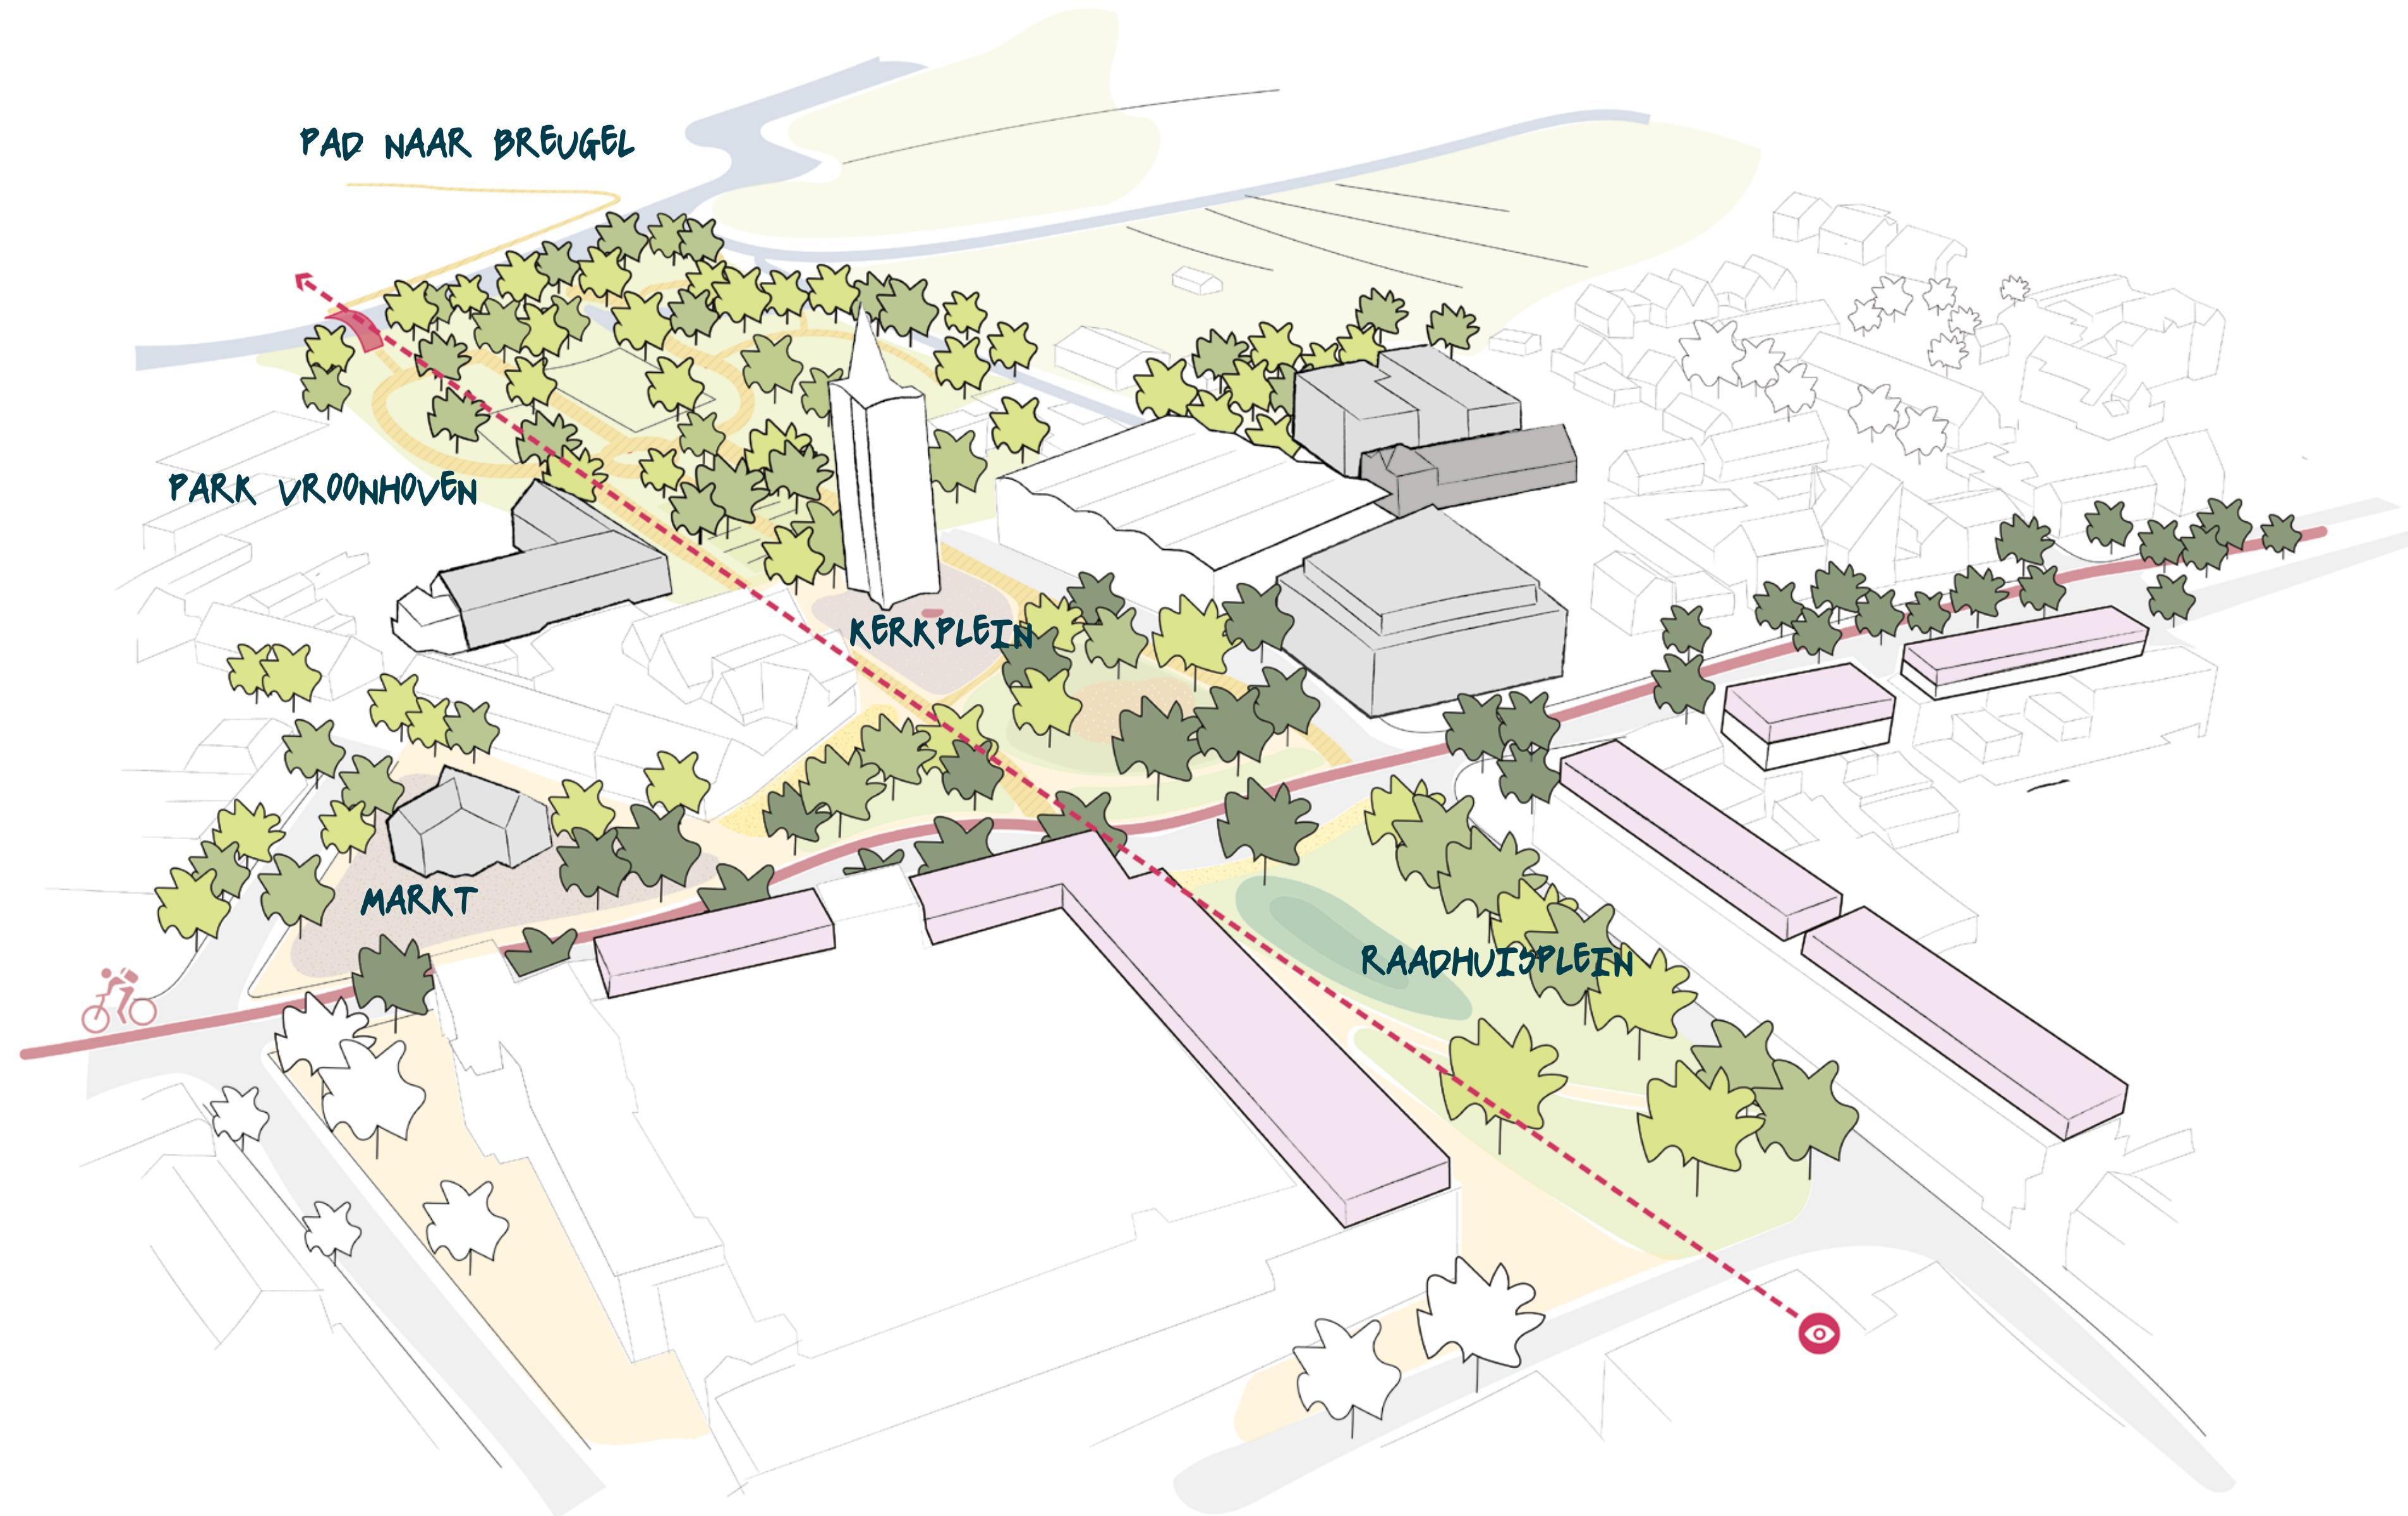 PAD NAAR BREUGEL
PARK VROONHOVEN
KERKPLEIN
MARKT
RAADHUISPLEIN